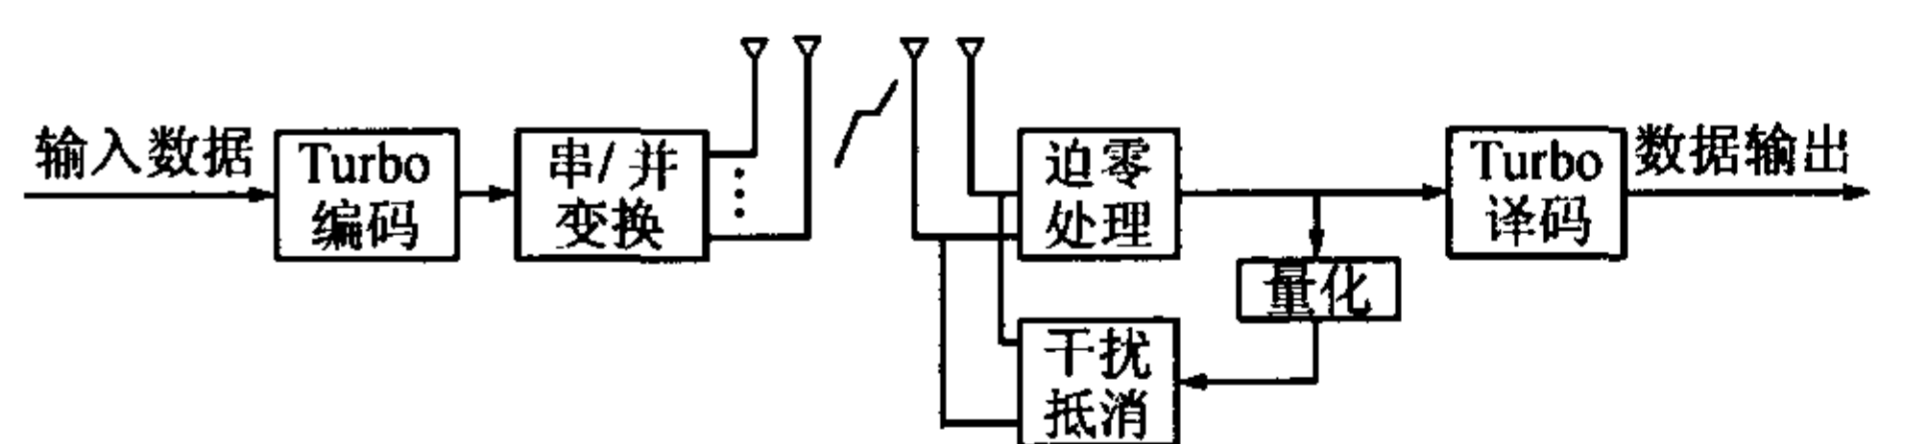 输入数据
Turbo
编码
串/并
变换
迫零
处理
Turbo
译码
数据输出
量化
干扰
抵消